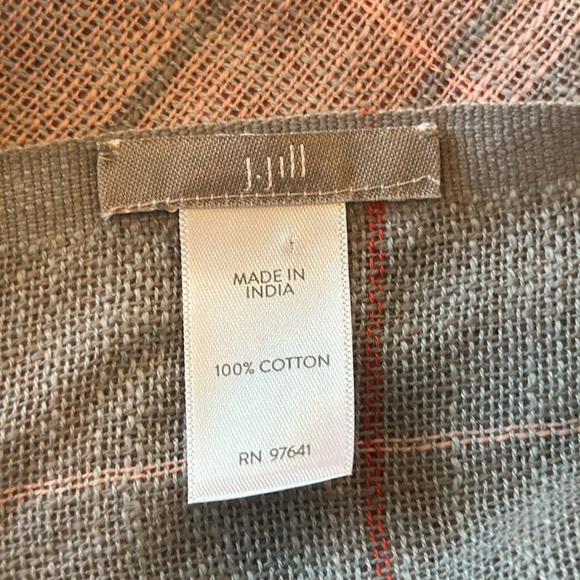 J.Jill
MADE IN
INDIA
100% COTTON
RN 97641